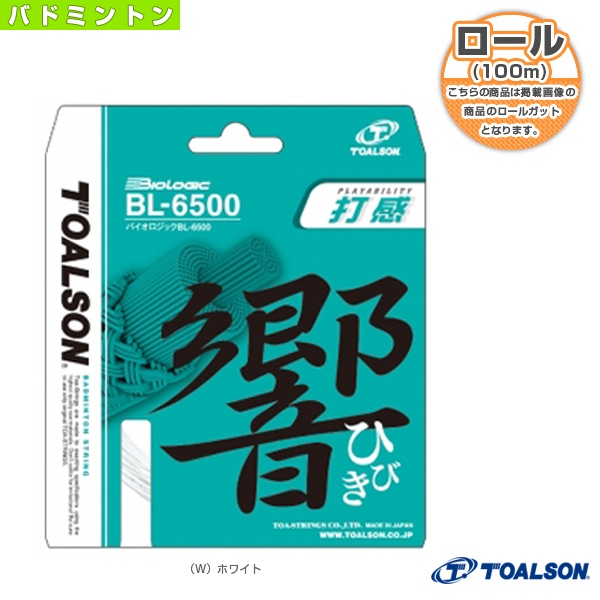 バドミントン
ロール
(100m)
こちらの商品は掲載画像の
商品のロールガット
となります。
TOALSON
BIOLOGIC
BL-6500
バイオロジックBL-6500
PLAYABILITY
打感
TOALSON
BADMINTON STRING
響
ひびき
TOA-STRINGS CO.,LTD. MADE IN JAPAN
WWW.TOALSON.CO.JP
(W) ホワイト
TOALSON